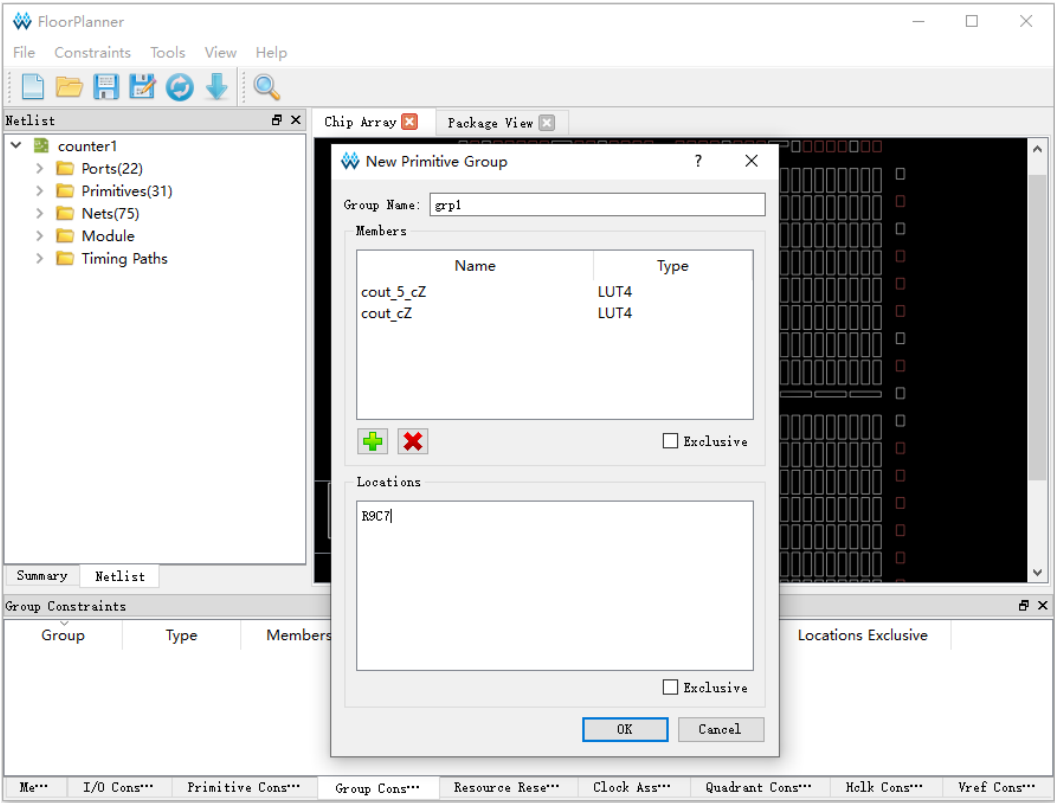 FloorPlanner
File Constraints Tools View Help
Netlist
Chip Array Package View
counter1
Ports(22)
Primitives(31)
Nets(75)
Module
Timing Paths
Summary Netlist
New Primitive Group ?
Group Name: grp1
Members
Name Type
cout_5_cZ LUT4
cout_cZ LUT4
Exclusive
Locations
R9C7
Exclusive
OK Cancel
Group Constraints
Group Type Members Locations Exclusive
Me··· I/O Cons··· Primitive Cons··· Group Cons··· Resource Rese··· Clock Ass··· Quadrant Cons··· Hclk Cons··· Vref Cons···